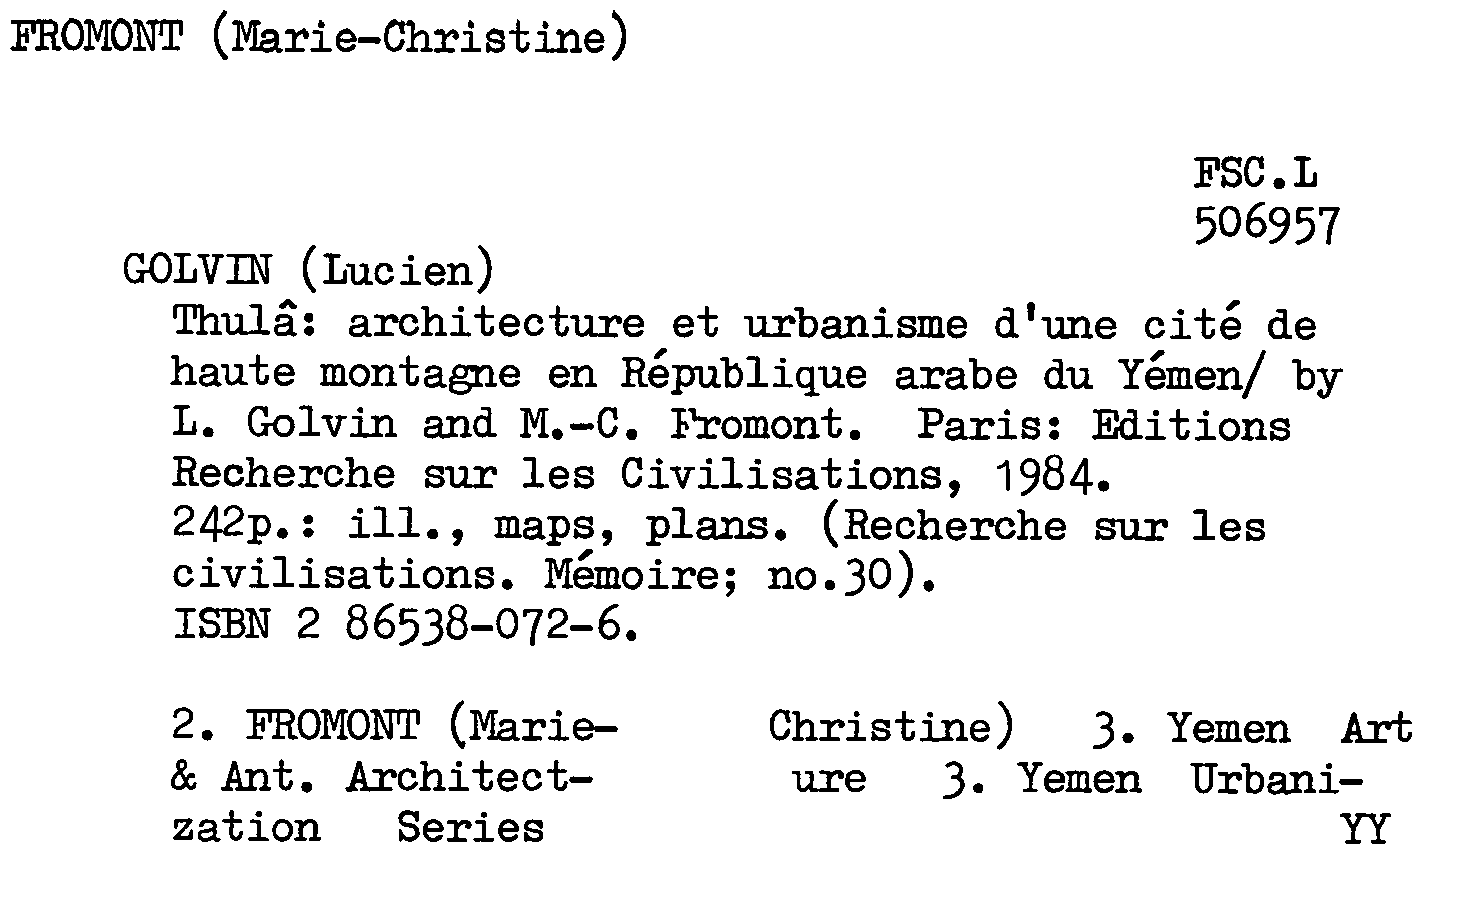 FROMONT (Marie-Christine)
FSC.L
506957
GOLVIN (Lucien)
Thulâ: architecture et urbanisme d'une cité de
haute montagne en République arabe du Yémen/ by
L. Golvin and M.-C. Fromont. Paris: Editions
Recherche sur les Civilisations, 1984.
242p.: ill., maps, plans. (Recherche sur les
civilisations. Mémoire; no.30).
ISBN 2 86538-072-6.
2. FROMONT (Marie- Christine) 3. Yemen Art
& Ant. Architect- ure 3. Yemen Urbani-
zation Series YY